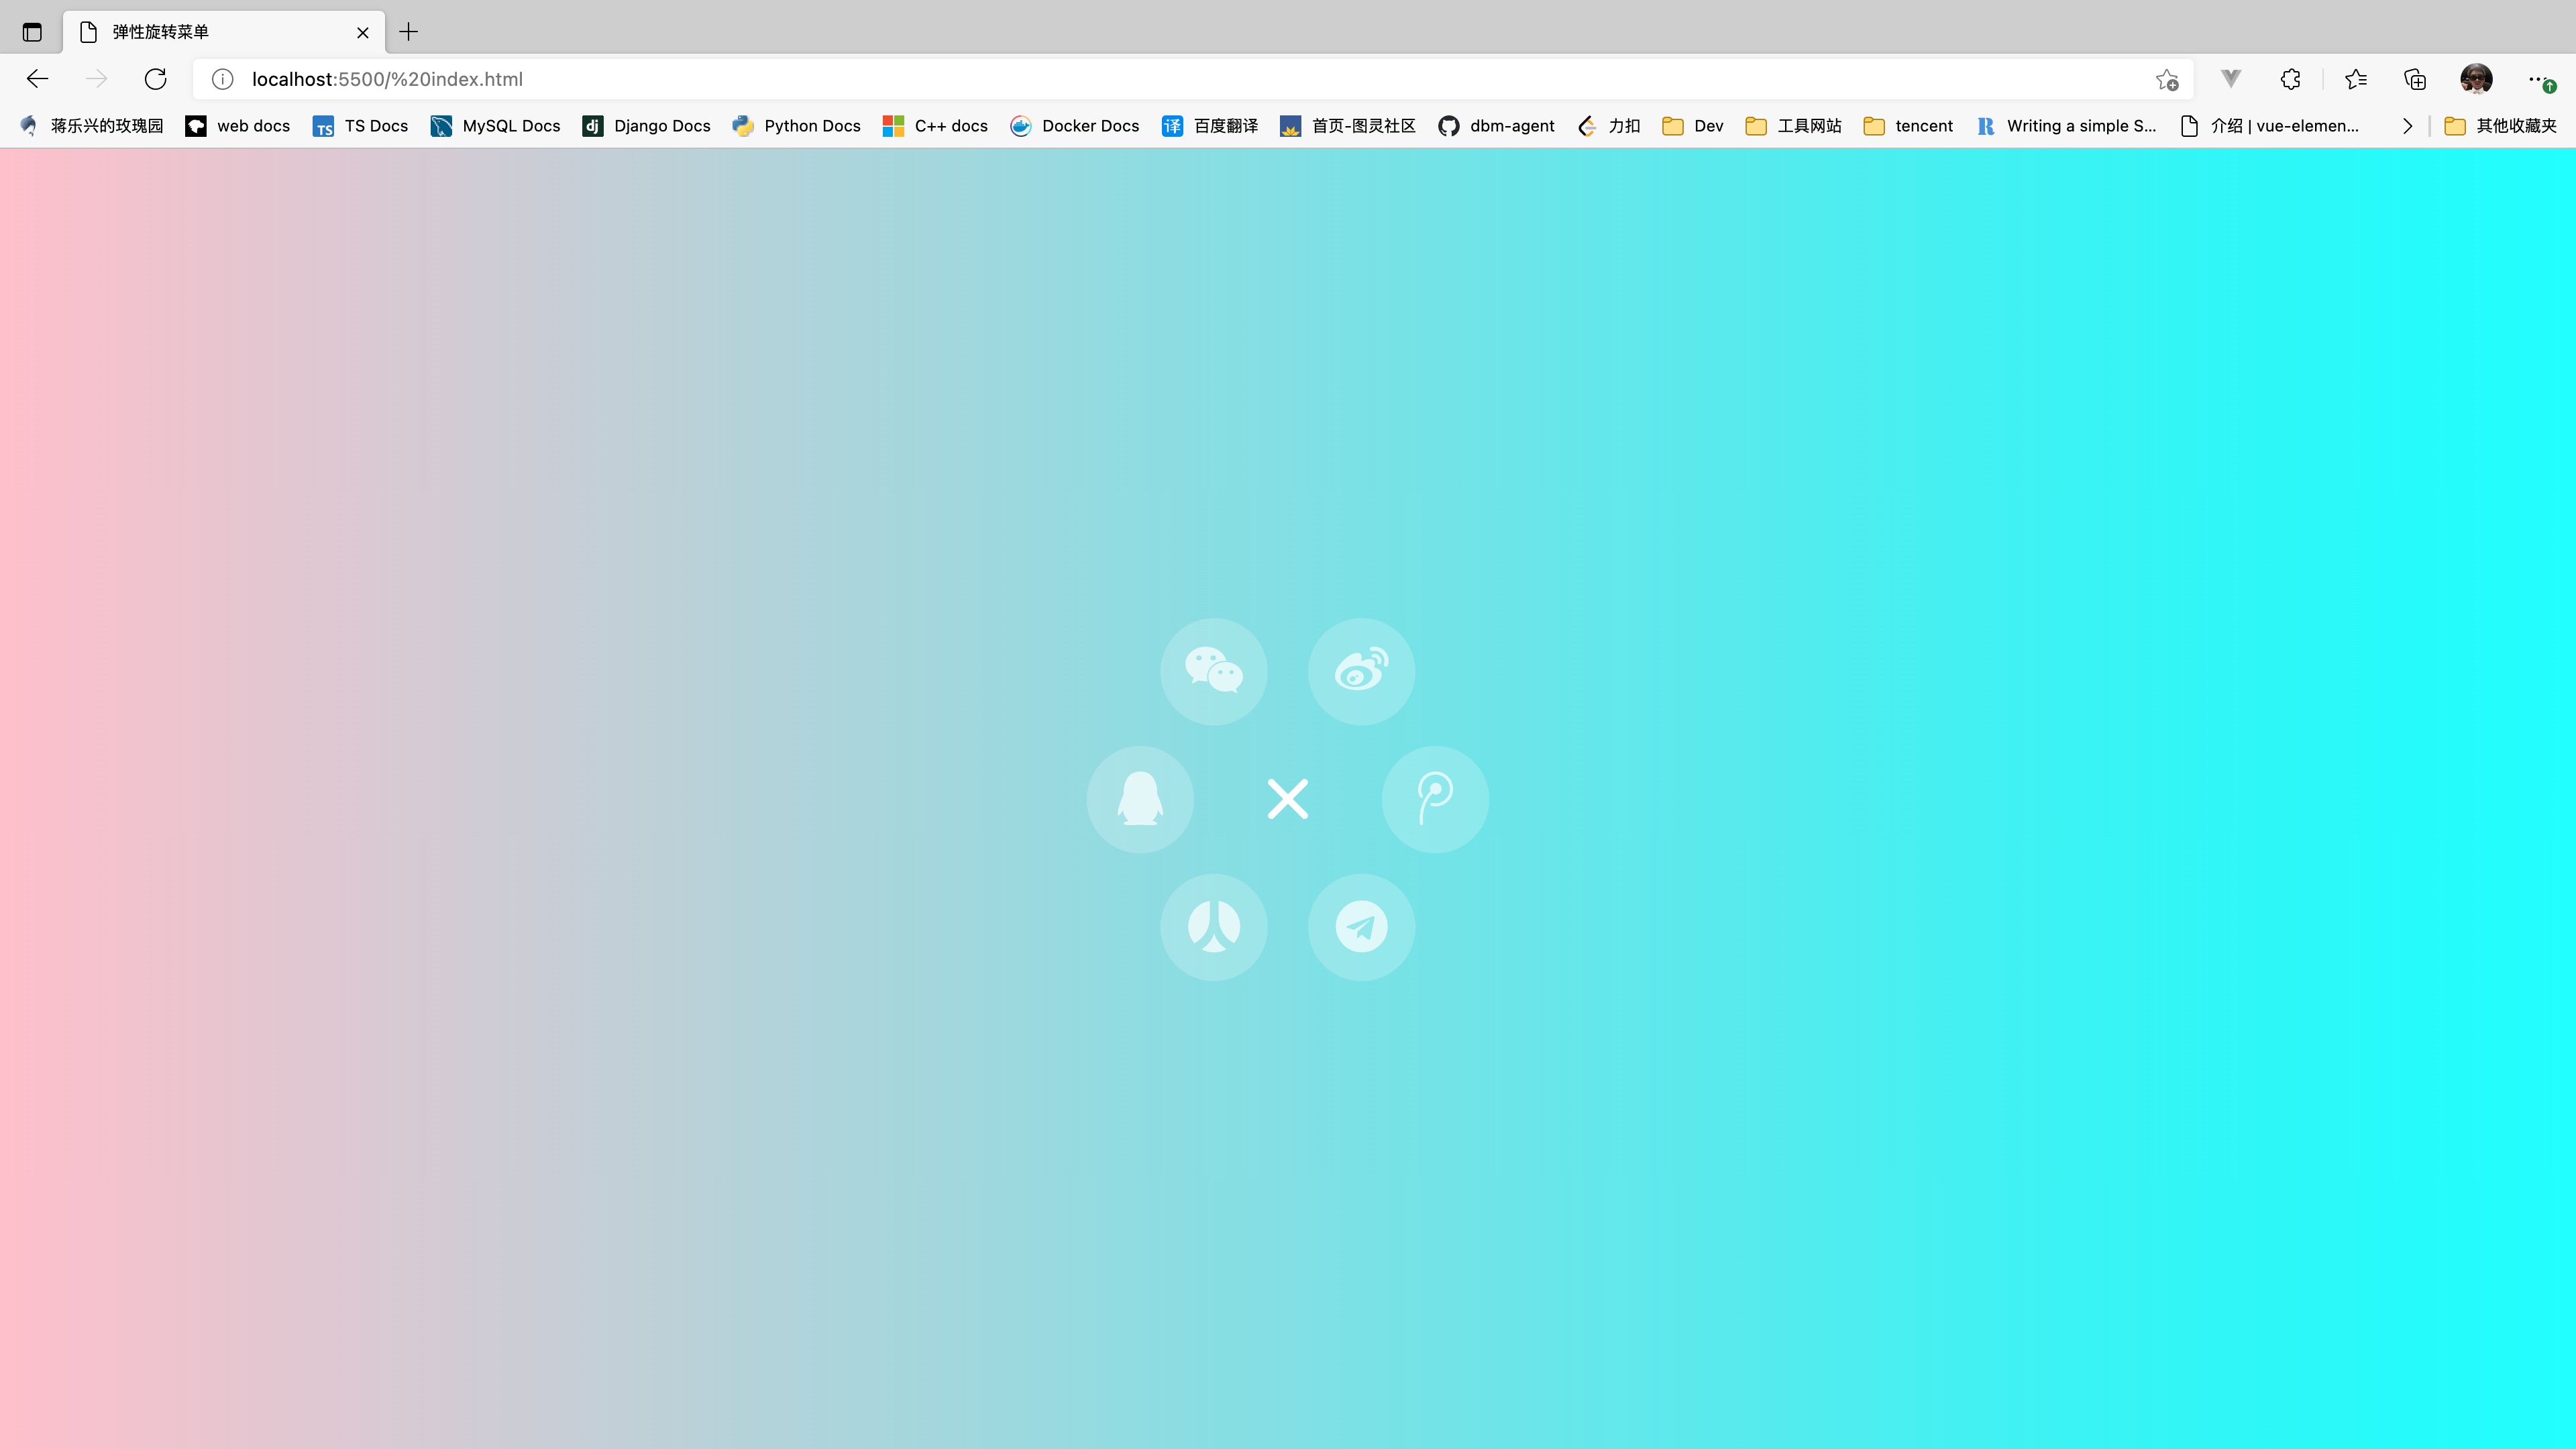 弹性旋转菜单
localhost:5500/%20index.html
蒋乐兴的玫瑰园 web docs TS TS Docs MySQL Docs dj Django Docs Python Docs C++ docs Docker Docs 译 百度翻译 首页-图灵社区 dbm-agent 力扣 Dev 工具网站 tencent R Writing a simple S... 介绍 | vue-elemen... 其他收藏夹